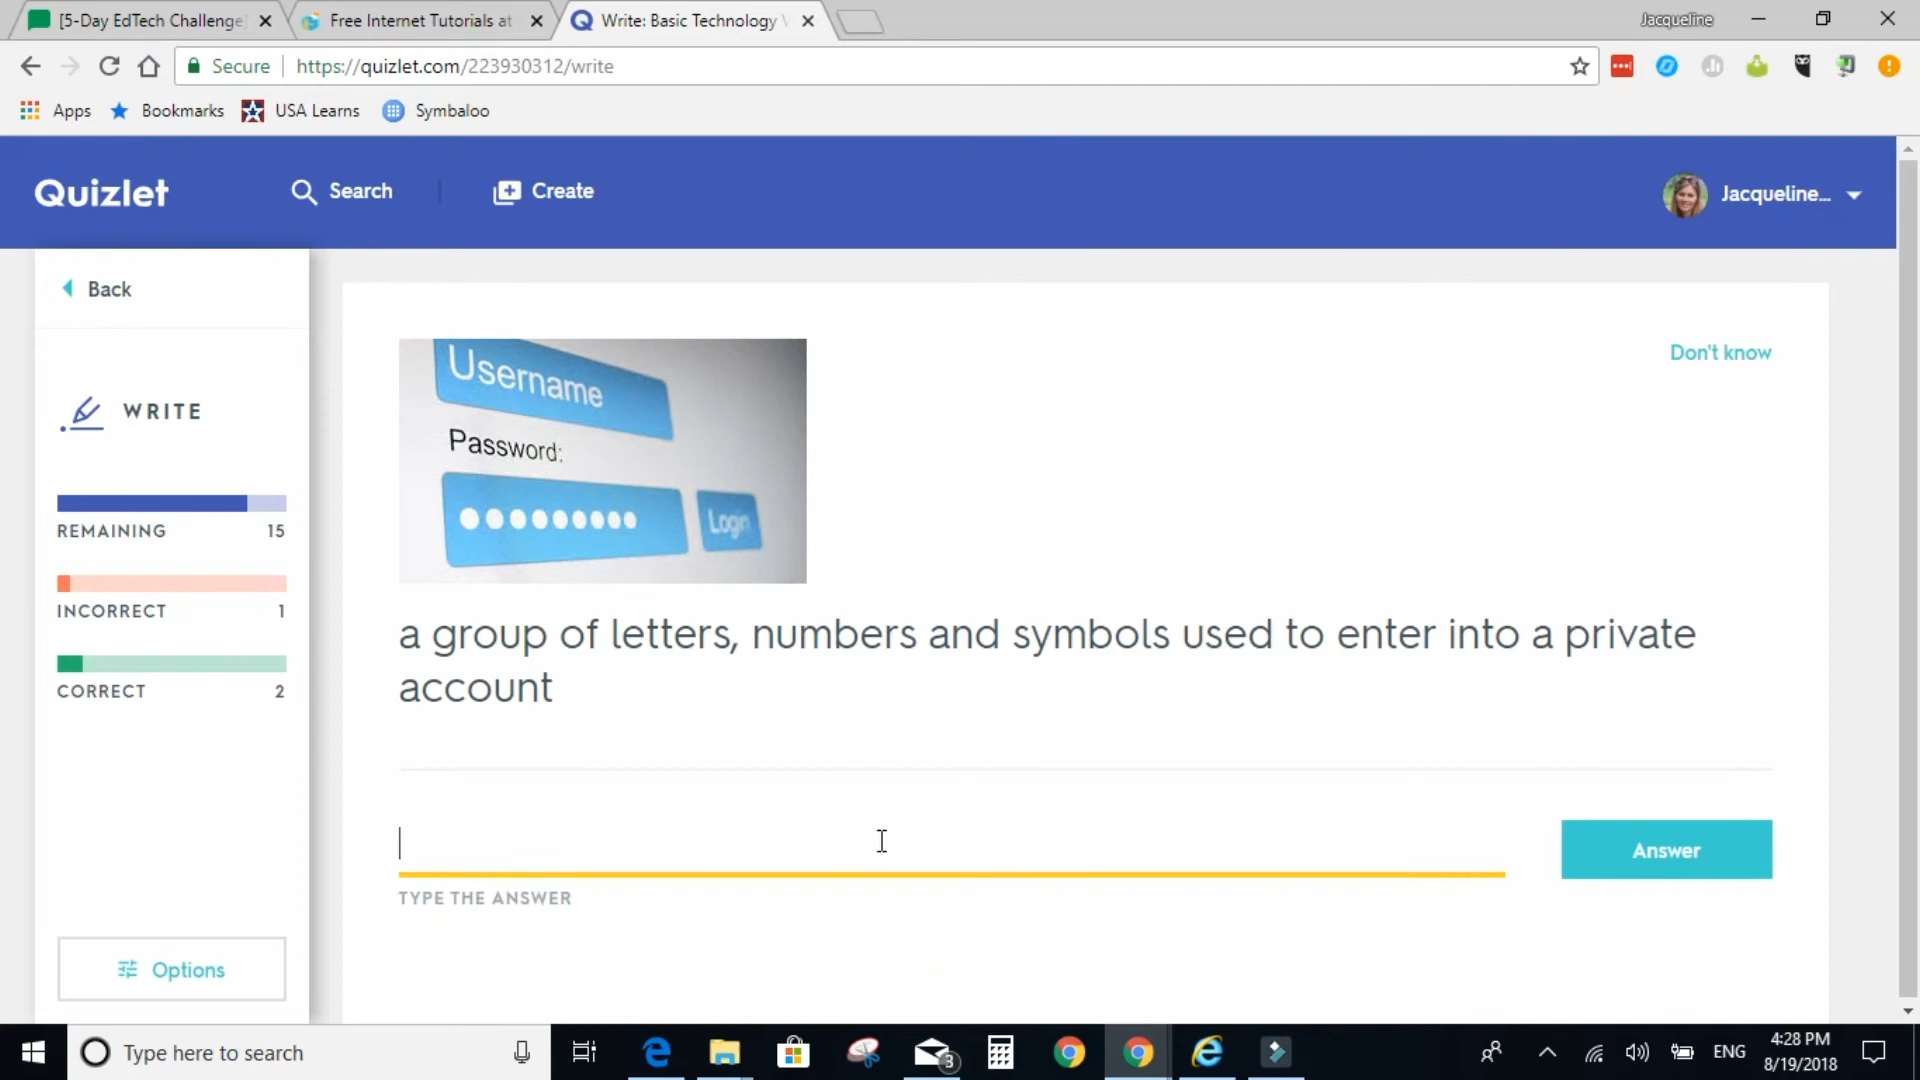 [5-Day EdTech Challenge]
Free Internet Tutorials at
Write: Basic Technology
Jacqueline
Secure
https://quizlet.com/223930312/write
Apps
Bookmarks
USA Learns
Symbaloo
Quizlet
Search
Create
Jacqueline...
Back
WRITE
REMAINING 15
INCORRECT 1
CORRECT 2
Options
Username
Password:
Login
Don't know
a group of letters, numbers and symbols used to enter into a private
account
TYPE THE ANSWER
Answer
Type here to search
3
ENG
4:28 PM
8/19/2018